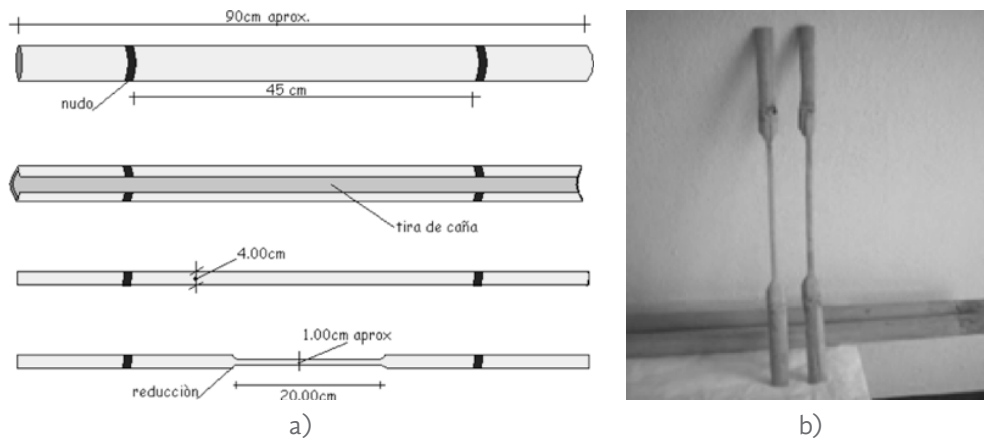 90cm aprox.
nudo
45 cm
tira de caña
4.00cm
1.00cm aprox
reducciòn
20.00cm
a)
b)